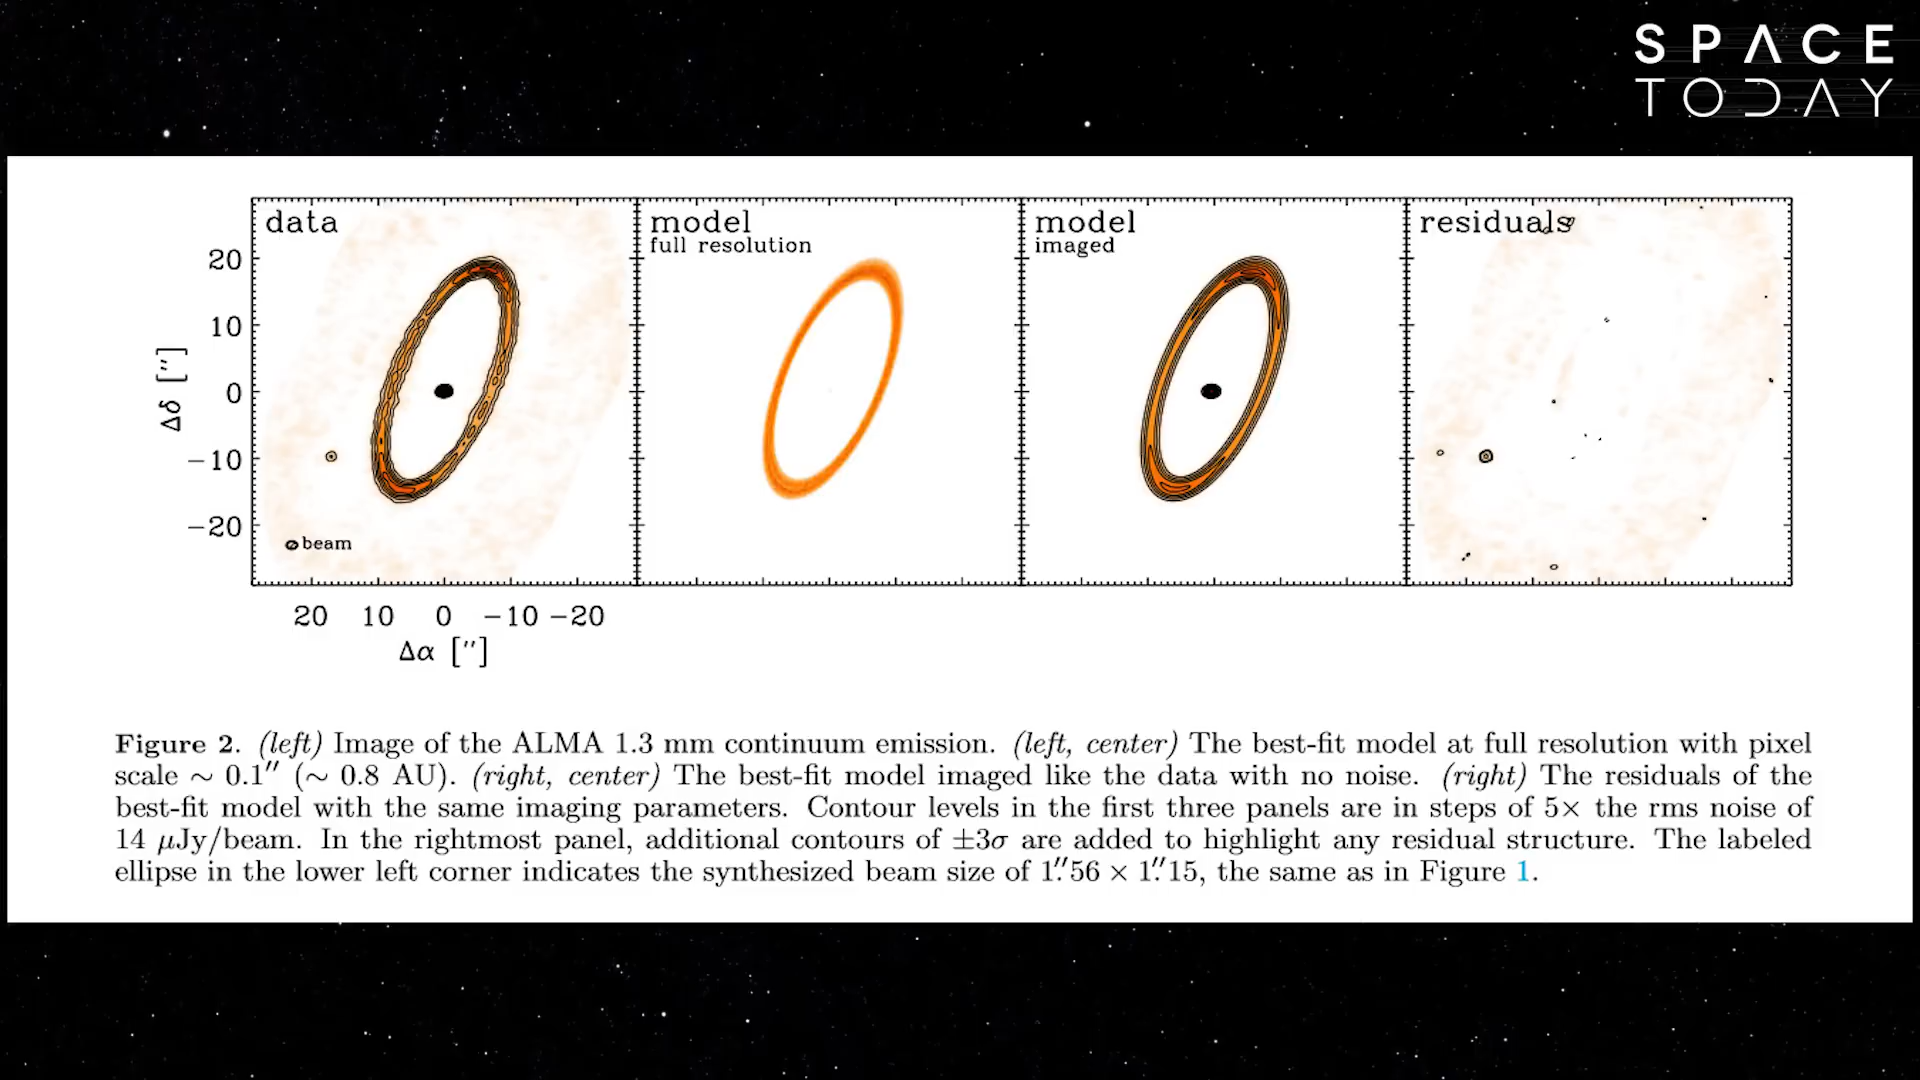 SPACE
TODAY
data
model
full resolution
model
imaged
residuals
20
10
0
−10
−20
Δδ [″]
beam
20 10 0 −10 −20
Δα [″]
Figure 2. (left) Image of the ALMA 1.3 mm continuum emission. (left, center) The best-fit model at full resolution with pixel
scale ∼ 0.1″ (∼ 0.8 AU). (right, center) The best-fit model imaged like the data with no noise. (right) The residuals of the
best-fit model with the same imaging parameters. Contour levels in the first three panels are in steps of 5× the rms noise of
14 μJy/beam. In the rightmost panel, additional contours of ±3σ are added to highlight any residual structure. The labeled
ellipse in the lower left corner indicates the synthesized beam size of 1″.56 × 1″.15, the same as in Figure 1.